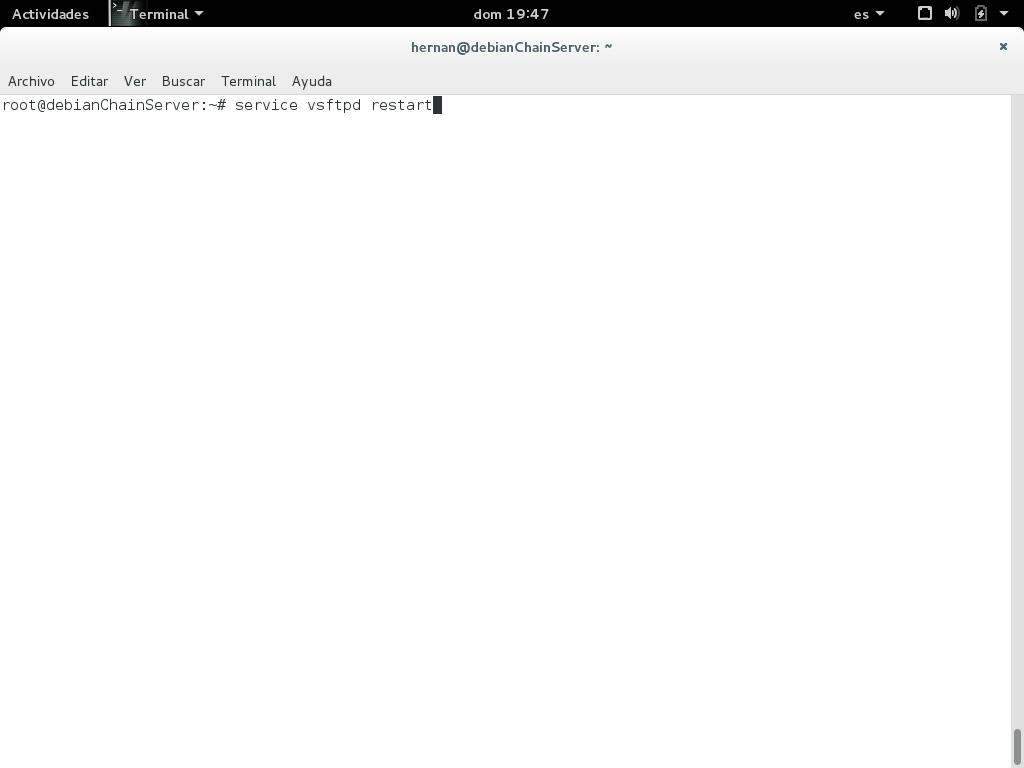 Actividades Terminal dom 19:47 es
hernan@debianChainServer: ~
Archivo Editar Ver Buscar Terminal Ayuda
root@debianChainServer:~# service vsftpd restart